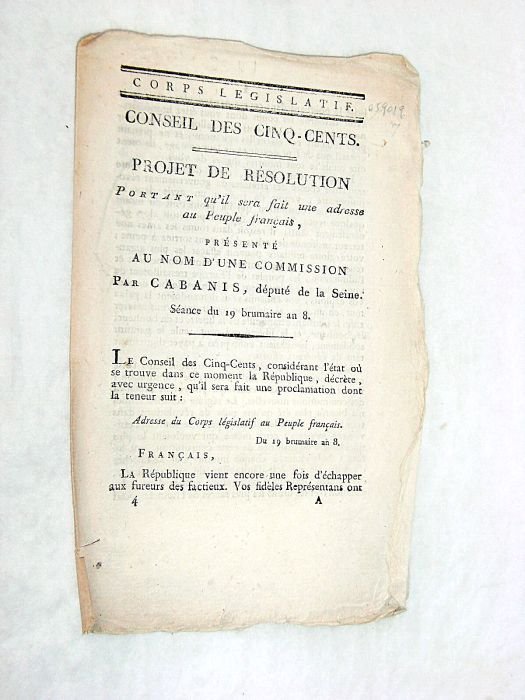 CORPS LÉGISLATIF.
CONSEIL DES CINQ-CENTS.
PROJET DE RÉSOLUTION
PORTANT qu'il sera fait une adresse
au Peuple français,
PRÉSENTÉ
AU NOM D'UNE COMMISSION
PAR CABANIS, député de la Seine.
Séance du 19 brumaire an 8.
LE Conseil des Cinq-Cents, considérant l'état où
se trouve dans ce moment la République, décrète,
avec urgence, qu'il sera fait une proclamation dont
la teneur suit:
Adresse du Corps législatif au Peuple français.
Du 19 brumaire an 8.
FRANÇAIS,
LA République vient encore une fois d'échapper
aux fureurs des factieux. Vos fidèles Représentans ont
4 A